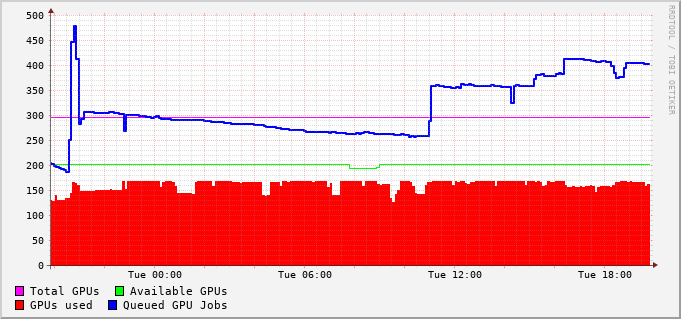 500
450
400
350
300
250
200
150
100
50
0
Tue 00:00 Tue 06:00 Tue 12:00 Tue 18:00
Total GPUs Available GPUs
GPUs used Queued GPU Jobs
RRDTOOL / TOBI OETIKER